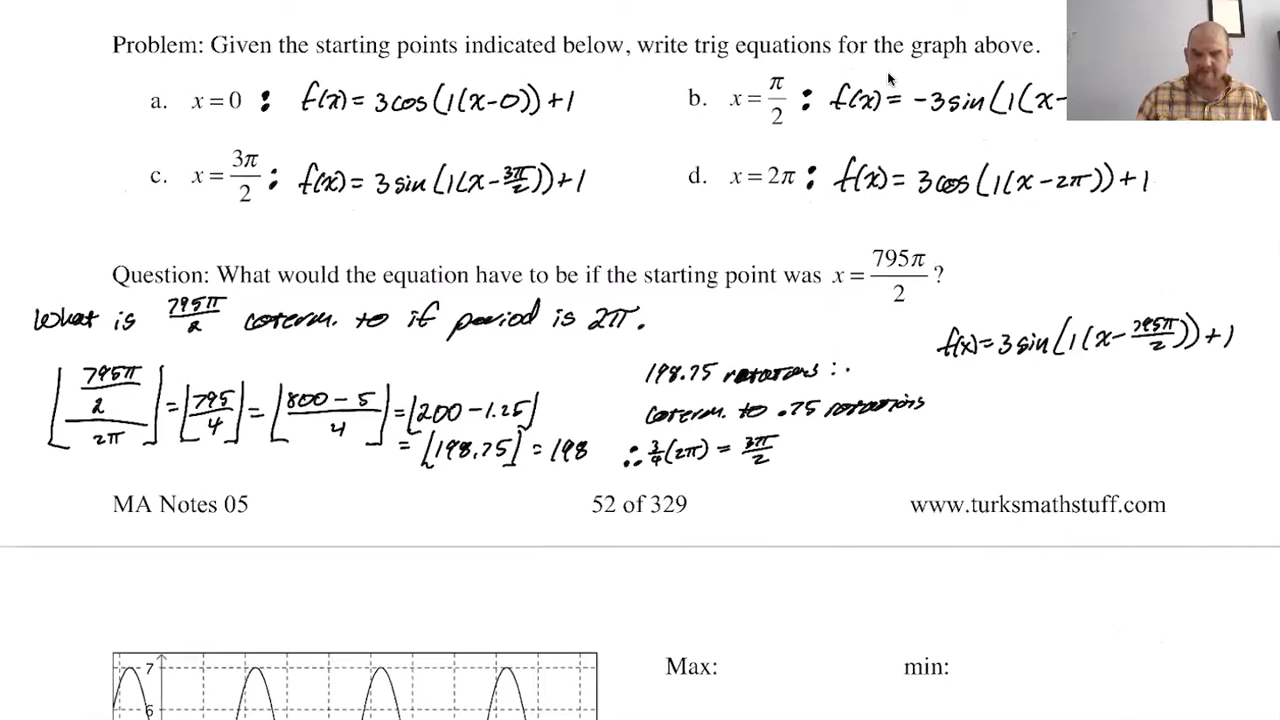 Problem: Given the starting points indicated below, write trig equations for the graph above.
a. x = 0 : f(x) = 3cos(1(x-0))+1
b. x = π/2 : f(x) = -3sin(1(x-
c. x = 3π/2 : f(x) = 3sin(1(x-3π/2))+1
d. x = 2π : f(x) = 3cos(1(x-2π))+1
Question: What would the equation have to be if the starting point was x = 795π/2 ?
What is 795π/2 coterm. to if period is 2π.
f(x)=3sin(1(x-795π/2))+1
⌊(795π/2)/2π⌋ = ⌊795/4⌋ = ⌊(800-5)/4⌋ = ⌊200-1.25⌋
= ⌊198.75⌋ = 198
198.75 rotations ∴
coterm. to .75 rotations
∴ 3/4(2π) = 3π/2
MA Notes 05
52 of 329
www.turksmathstuff.com
7
6
Max:
min: